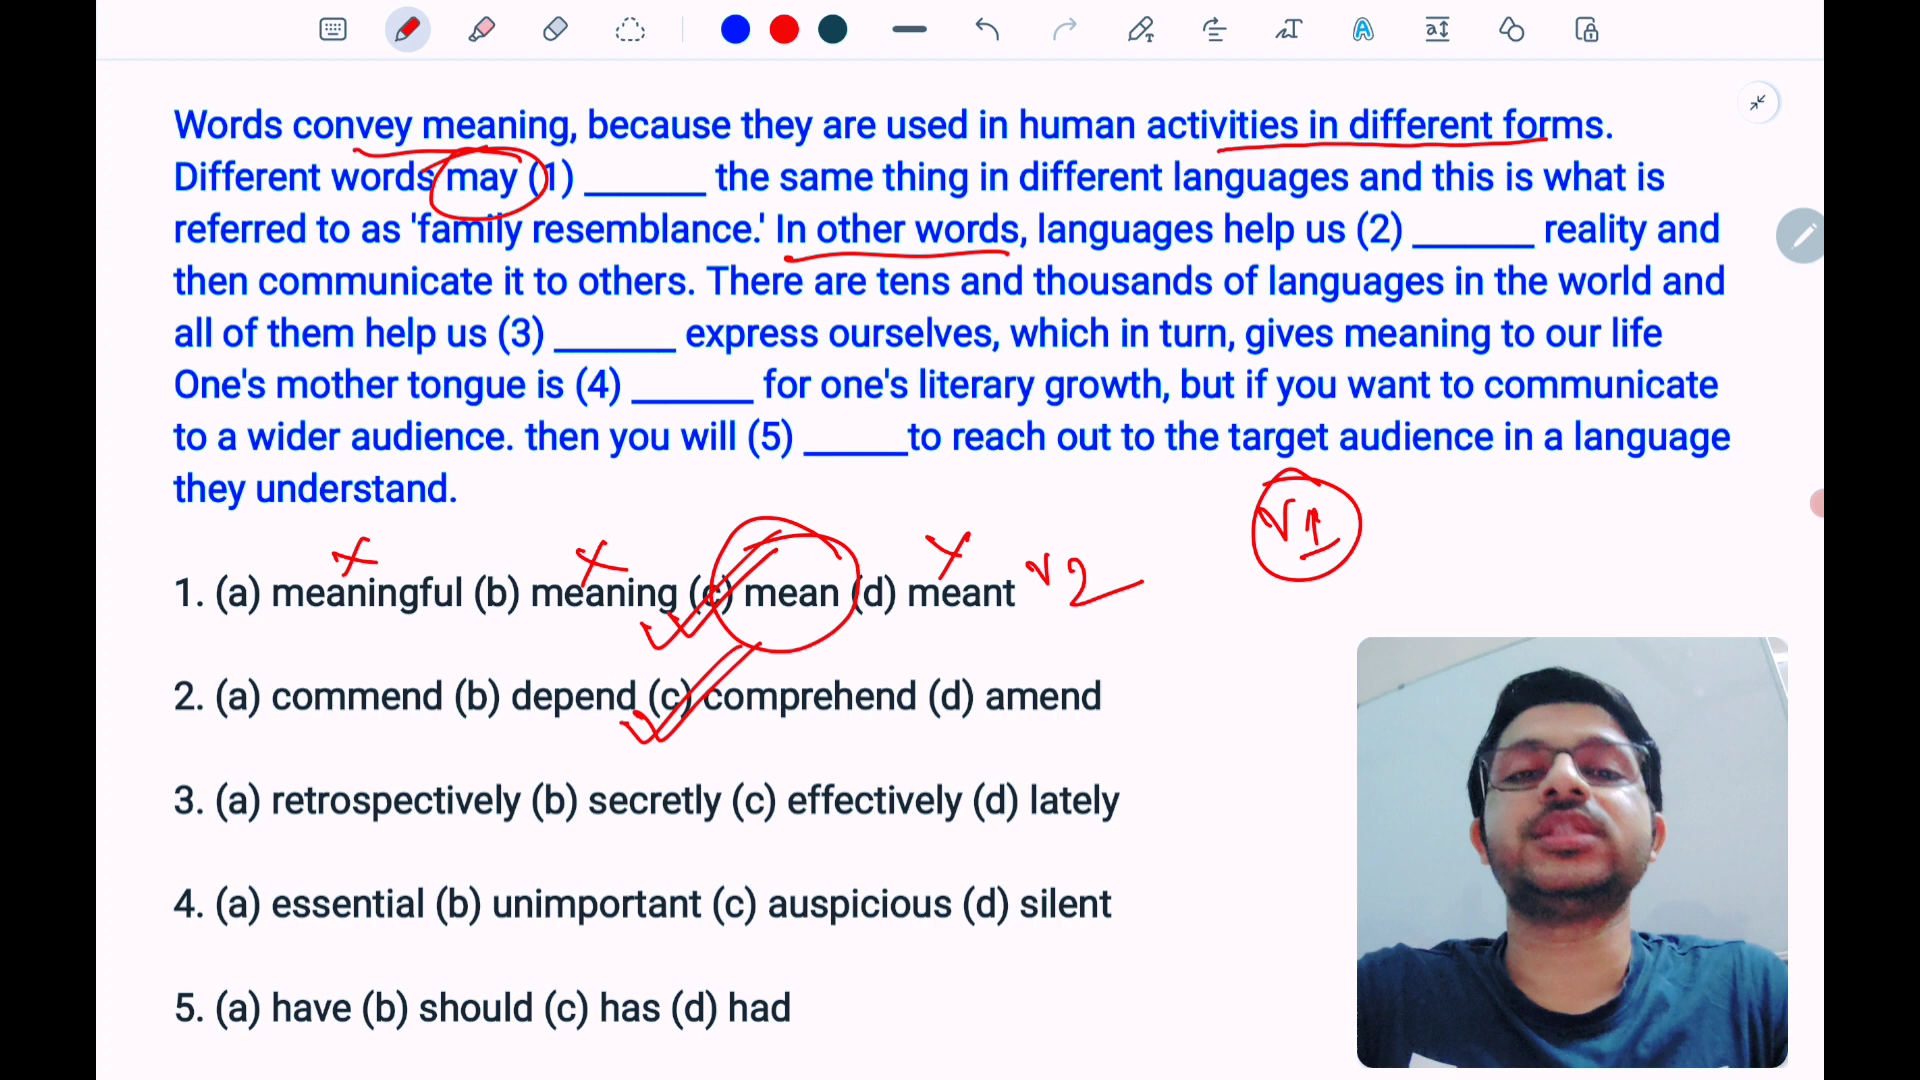 Words convey meaning, because they are used in human activities in different forms.
Different words may (1) ______ the same thing in different languages and this is what is
referred to as 'family resemblance.' In other words, languages help us (2) ______ reality and
then communicate it to others. There are tens and thousands of languages in the world and
all of them help us (3) ______ express ourselves, which in turn, gives meaning to our life
One's mother tongue is (4) ______ for one's literary growth, but if you want to communicate
to a wider audience. then you will (5) _____to reach out to the target audience in a language
they understand.
V1
1. (a) meaningful (b) meaning (c) mean (d) meant V2
2. (a) commend (b) depend (c) comprehend (d) amend
3. (a) retrospectively (b) secretly (c) effectively (d) lately
4. (a) essential (b) unimportant (c) auspicious (d) silent
5. (a) have (b) should (c) has (d) had